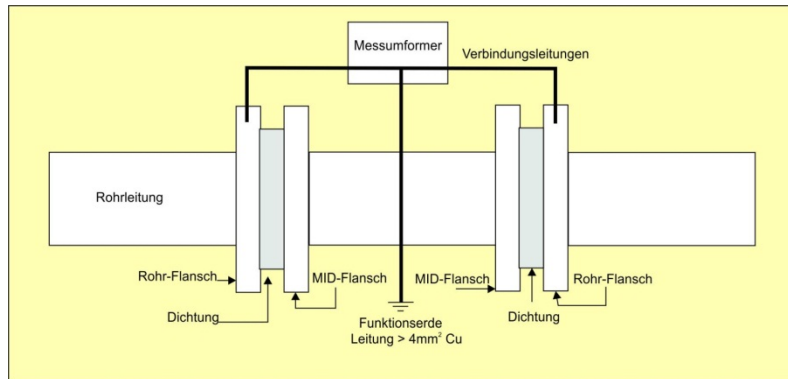 Messumformer
Verbindungsleitungen
Rohrleitung
Rohr-Flansch
MID-Flansch
Dichtung
MID-Flansch
Rohr-Flansch
Dichtung
Funktionserde
Leitung > 4mm² Cu